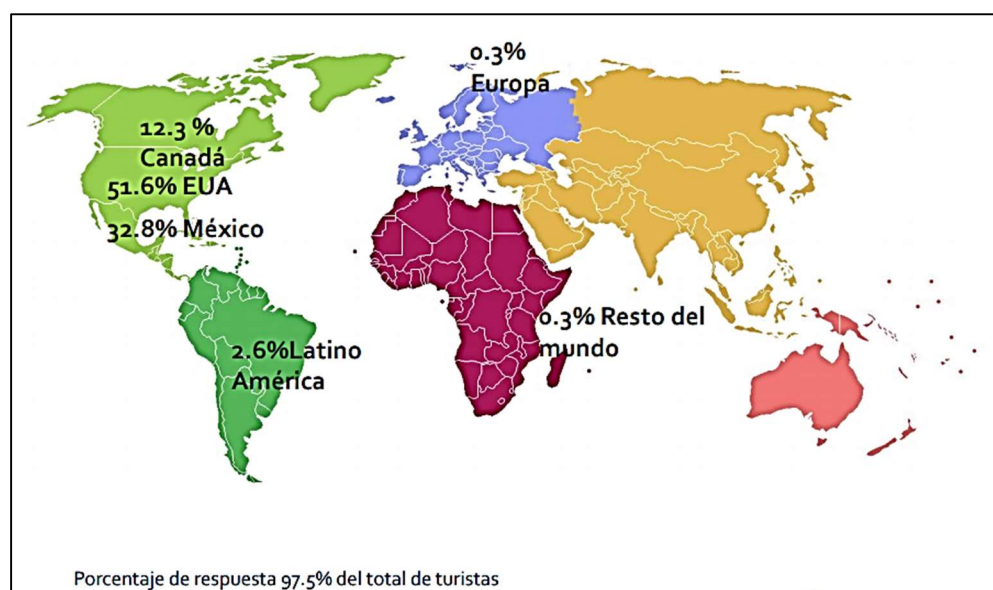 0.3%
Europa
12.3 %
Canadá
51.6% EUA
32.8% México
0.3% Resto del
mundo
2.6%Latino
América
Porcentaje de respuesta 97.5% del total de turistas